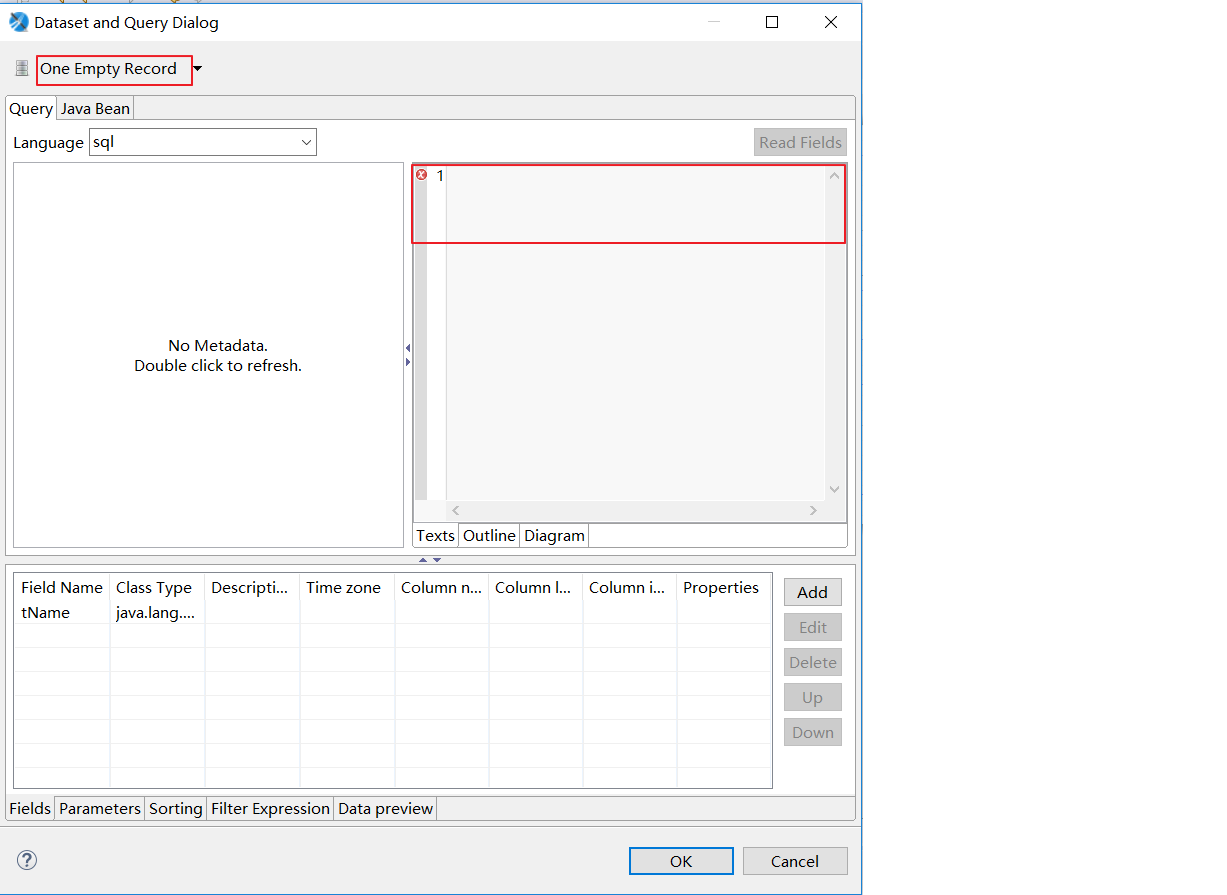 Dataset and Query Dialog
One Empty Record
Query Java Bean
Language sql Read Fields
1
No Metadata.
Double click to refresh.
Texts Outline Diagram
Field Name Class Type Descripti... Time zone Column n... Column l... Column i... Properties
tName java.lang....
Add
Edit
Delete
Up
Down
Fields Parameters Sorting Filter Expression Data preview
? OK Cancel